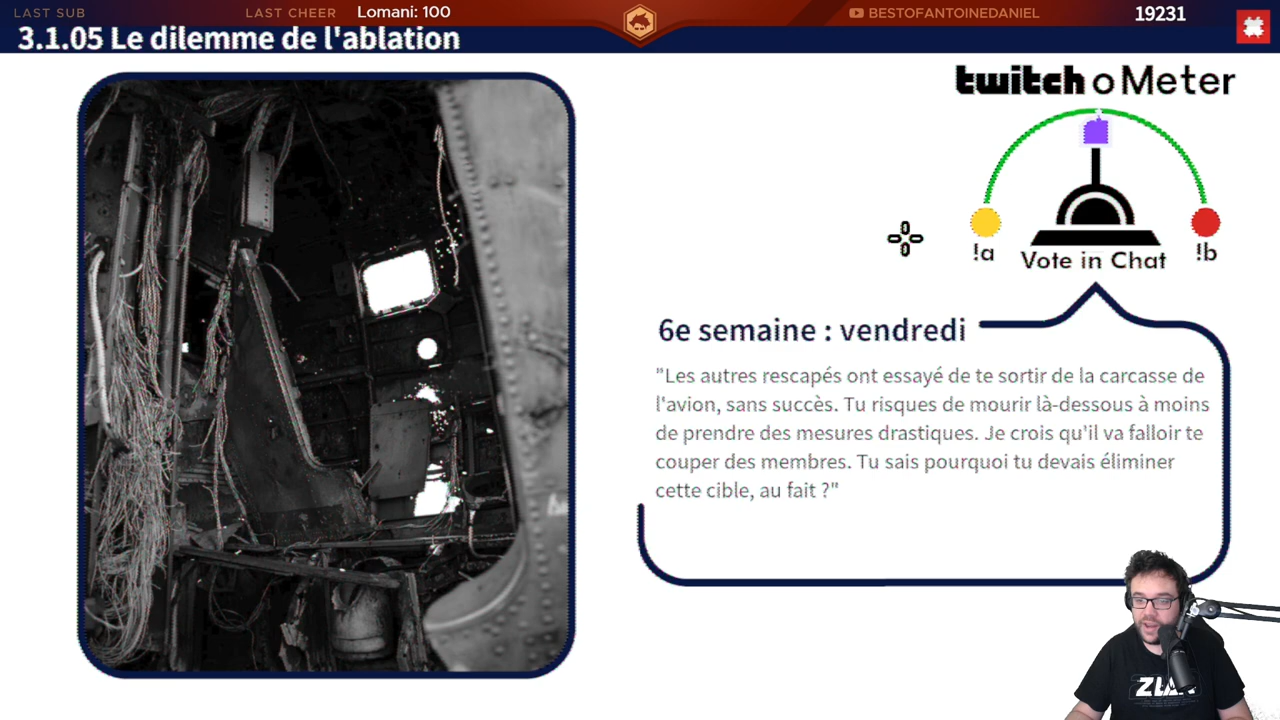 LAST SUB
LAST CHEER
Lomani: 100
BESTOFANTOINEDANIEL
19231
3.1.05 Le dilemme de l'ablation
twitch o Meter
!a
!b
Vote in Chat
6e semaine : vendredi
"Les autres rescapés ont essayé de te sortir de la carcasse de
l'avion, sans succès. Tu risques de mourir là-dessous à moins
de prendre des mesures drastiques. Je crois qu'il va falloir te
couper des membres. Tu sais pourquoi tu devais éliminer
cette cible, au fait ?"